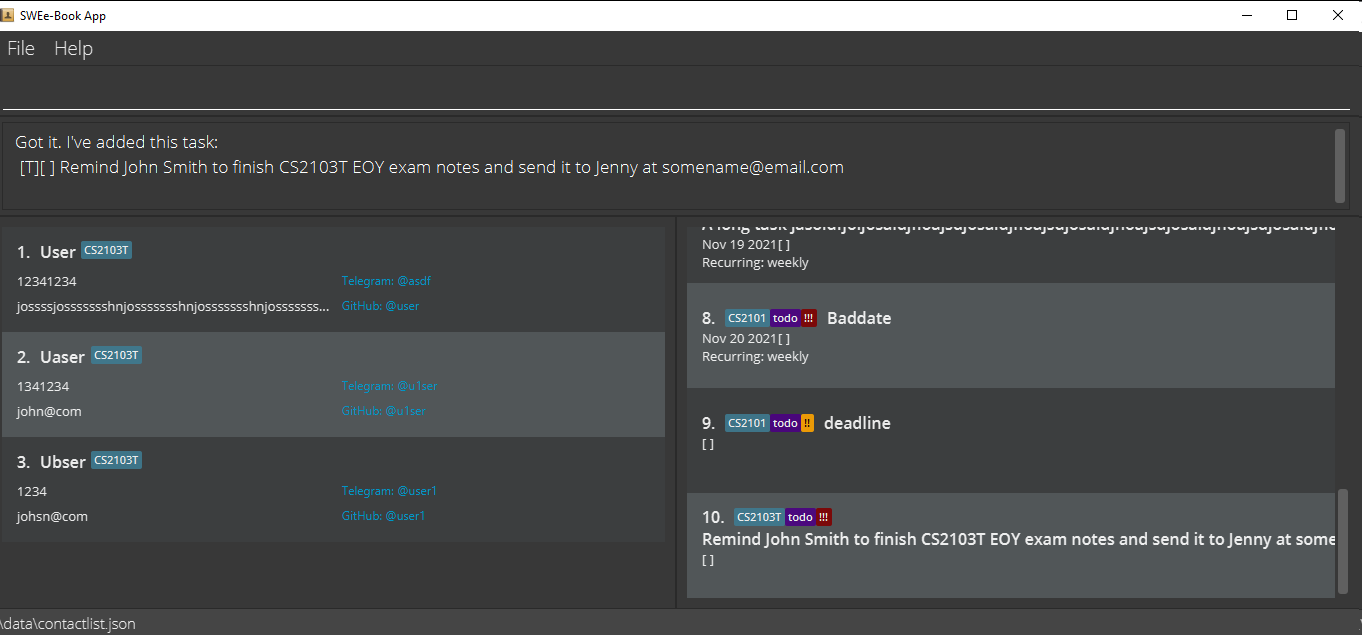 SWEe-Book App
File Help
Got it. I've added this task:
[T][ ] Remind John Smith to finish CS2103T EOY exam notes and send it to Jenny at somename@email.com
1. User CS2103T
12341234
Telegram: @asdf
GitHub: @user
2. Uaser CS2103T
1341234
Telegram: @u1ser
john@com
GitHub: @u1ser
3. Ubser CS2103T
1234
Telegram: @user1
johsn@com
GitHub: @user1
A long task
Nov 19 2021[ ]
Recurring: weekly
8. CS2101 todo !!! Baddate
Nov 20 2021[ ]
Recurring: weekly
9. CS2101 todo !! deadline
[ ]
10. CS2103T todo !!!
Remind John Smith to finish CS2103T EOY exam notes and send it to Jenny at some
[ ]
\data\contactlist.json